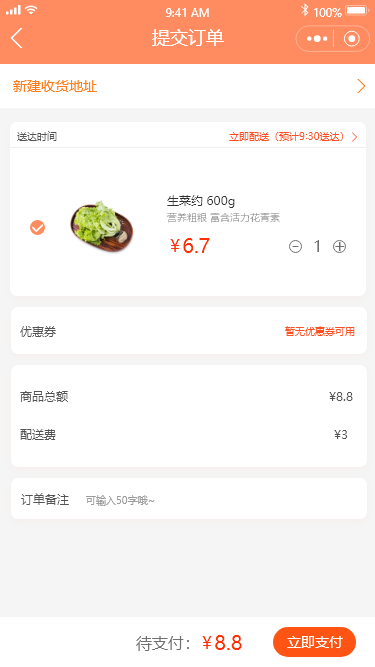 9:41 AM
100%
提交订单
新建收货地址
送达时间 立即配送（预计9:30送达）
生菜约 600g
营养粗粮 富含活力花青素
¥6.7
1
优惠券 暂无优惠券可用
商品总额 ¥8.8
配送费 ¥3
订单备注 可输入50字哦~
待支付：¥8.8 立即支付